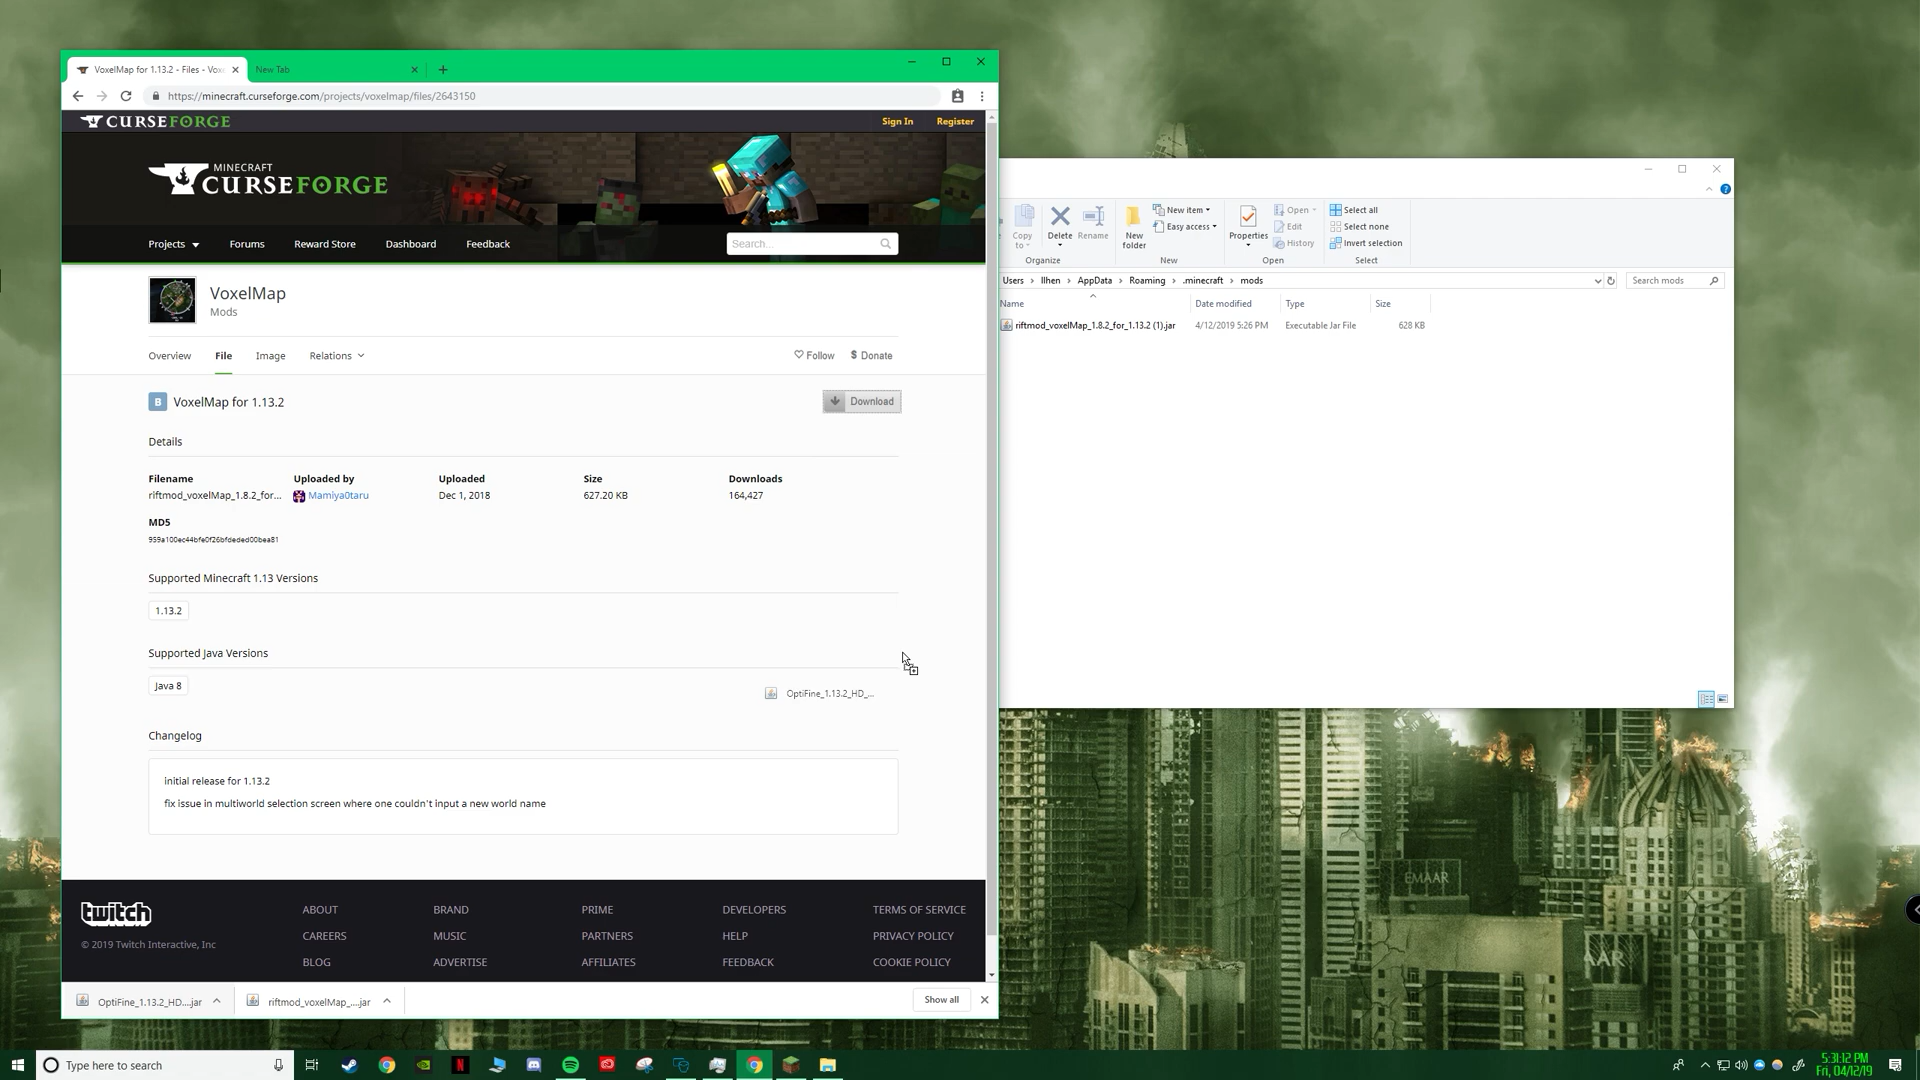 VoxelMap for 1.13.2 - Files - Vox
New Tab
https://minecraft.curseforge.com/projects/voxelmap/files/2643150
CURSEFORGE
Sign In
Register
MINECRAFT
CURSEFORGE
Projects
Forums
Reward Store
Dashboard
Feedback
Search...
VoxelMap
Mods
Overview
File
Image
Relations
Follow
$ Donate
B
VoxelMap for 1.13.2
Download
Details
Filename
Uploaded by
Uploaded
Size
Downloads
riftmod_voxelMap_1.8.2_for...
Mamiya0taru
Dec 1, 2018
627.20 KB
164,427
MD5
959a100ec44bfe0f26bfdeded00bea81
Supported Minecraft 1.13 Versions
1.13.2
Supported Java Versions
Java 8
OptiFine_1.13.2_HD_...
Changelog
initial release for 1.13.2
fix issue in multiworld selection screen where one couldn't input a new world name
twitch
© 2019 Twitch Interactive, Inc
ABOUT
CAREERS
BLOG
BRAND
MUSIC
ADVERTISE
PRIME
PARTNERS
AFFILIATES
DEVELOPERS
HELP
FEEDBACK
TERMS OF SERVICE
PRIVACY POLICY
COOKIE POLICY
OptiFine_1.13.2_HD....jar
riftmod_voxelMap_....jar
Show all
Copy
to
Delete
Rename
Organize
New
folder
New item
Easy access
New
Properties
Open
Edit
History
Open
Select all
Select none
Invert selection
Select
Users > llhen > AppData > Roaming > .minecraft > mods
Search mods
Name
Date modified
Type
Size
riftmod_voxelMap_1.8.2_for_1.13.2 (1).jar
4/12/2019 5:26 PM
Executable Jar File
628 KB
EMAAR
AAR
Type here to search
5:31:12 PM
Fri, 04/12/19